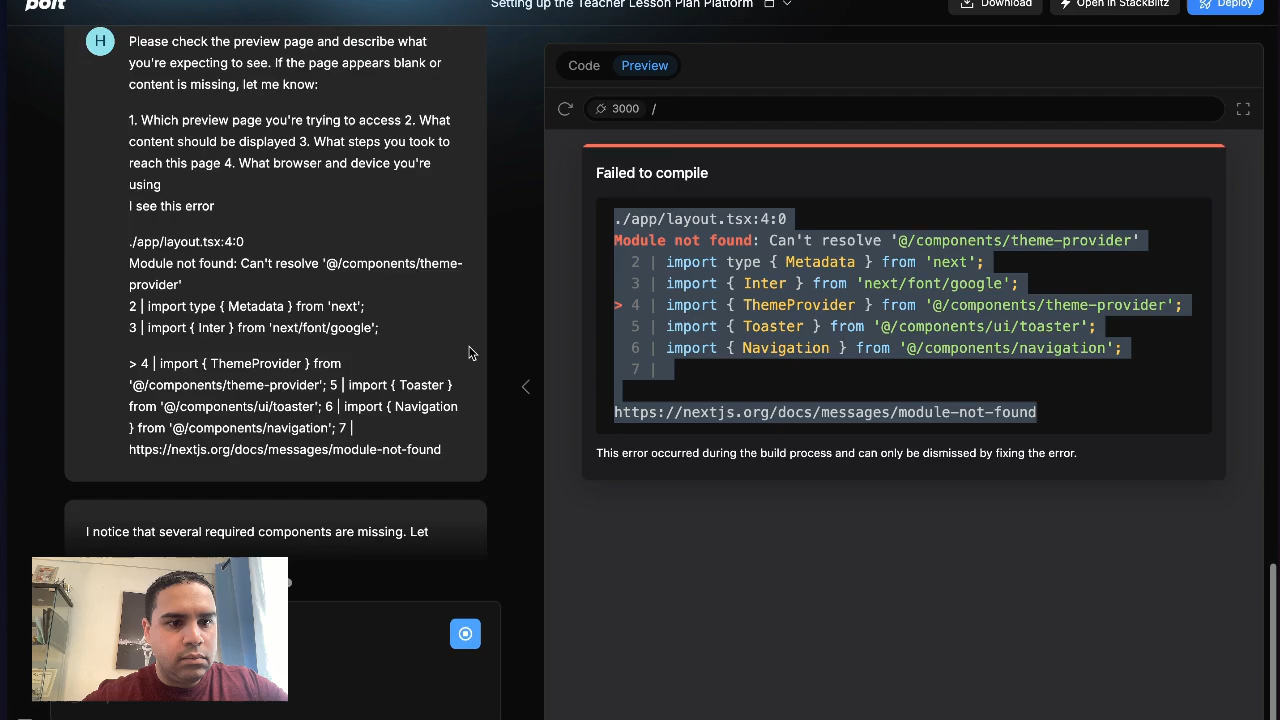 bolt
Setting up the Teacher Lesson Plan Platform
Download
Open in StackBlitz
Deploy
H
Please check the preview page and describe what
you're expecting to see. If the page appears blank or
content is missing, let me know:
1. Which preview page you're trying to access 2. What
content should be displayed 3. What steps you took to
reach this page 4. What browser and device you're
using
I see this error
./app/layout.tsx:4:0
Module not found: Can't resolve '@/components/theme-
provider'
2 | import type { Metadata } from 'next';
3 | import { Inter } from 'next/font/google';
> 4 | import { ThemeProvider } from
'@/components/theme-provider'; 5 | import { Toaster }
from '@/components/ui/toaster'; 6 | import { Navigation
} from '@/components/navigation'; 7 |
https://nextjs.org/docs/messages/module-not-found
I notice that several required components are missing. Let
Code
Preview
3000
/
Failed to compile
./app/layout.tsx:4:0
Module not found: Can't resolve '@/components/theme-provider'
2 | import type { Metadata } from 'next';
3 | import { Inter } from 'next/font/google';
> 4 | import { ThemeProvider } from '@/components/theme-provider';
5 | import { Toaster } from '@/components/ui/toaster';
6 | import { Navigation } from '@/components/navigation';
7 |
https://nextjs.org/docs/messages/module-not-found
This error occurred during the build process and can only be dismissed by fixing the error.